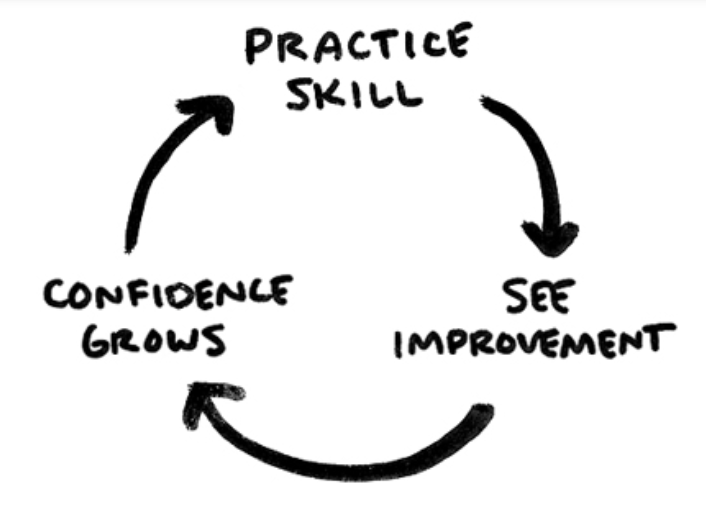 PRACTICE
SKILL
SEE
IMPROVEMENT
CONFIDENCE
GROWS